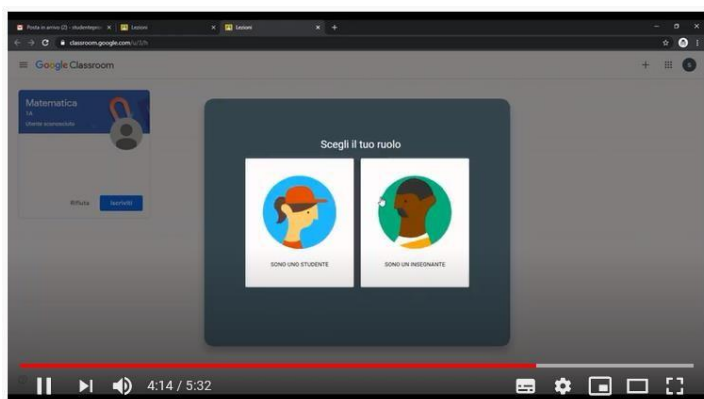 Posta in arrivo (2) - studenteprov
Lezioni
Lezioni
classroom.google.com/u/3/h
Google Classroom
S
Matematica
1A
Utente sconosciuto
Rifiuta
Iscriviti
Scegli il tuo ruolo
SONO UNO STUDENTE
SONO UN INSEGNANTE
4:14 / 5:32